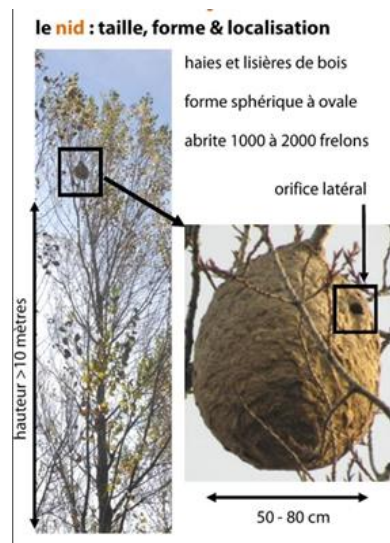 le nid : taille, forme & localisation
haies et lisières de bois
forme sphérique à ovale
abrite 1000 à 2000 frelons
orifice latéral
hauteur >10 mètres
50 - 80 cm